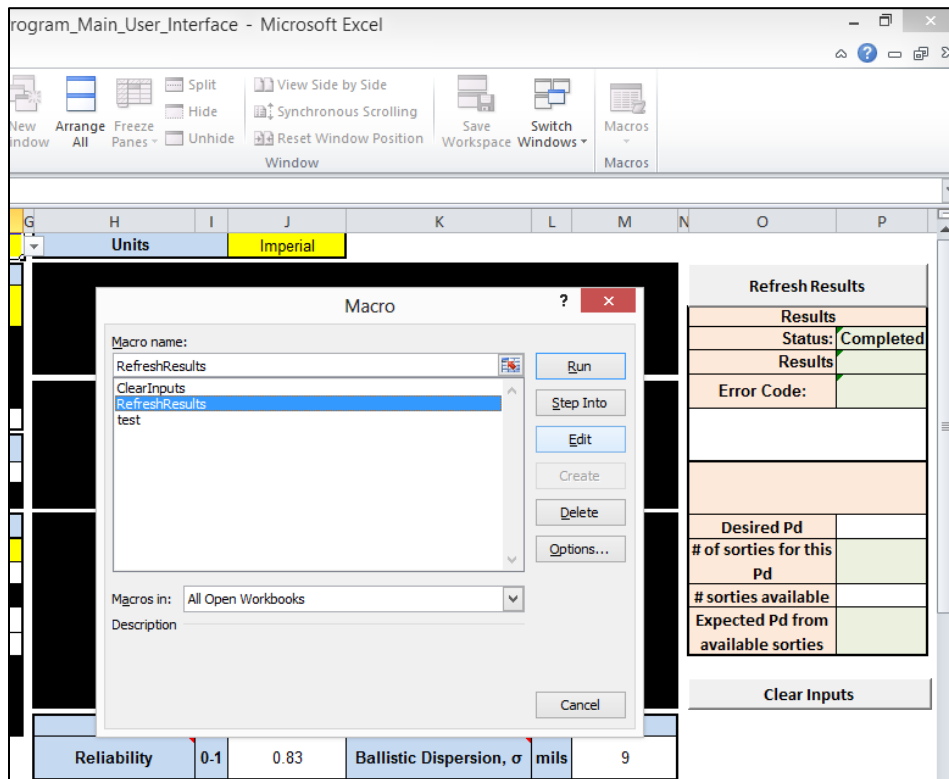 rogram_Main_User_Interface - Microsoft Excel
New Window
Arrange All
Freeze Panes
Split
Hide
Unhide
View Side by Side
Synchronous Scrolling
Reset Window Position
Save Workspace
Switch Windows
Macros
Window
Macros
G H I J K L M N O P
Units Imperial
Refresh Results
Results
Status: Completed
Results
Error Code:
Desired Pd
# of sorties for this Pd
# sorties available
Expected Pd from available sorties
Clear Inputs
Macro ?
Macro name:
RefreshResults
ClearInputs
RefreshResults
test
Run
Step Into
Edit
Create
Delete
Options...
Macros in: All Open Workbooks
Description
Cancel
Reliability 0-1 0.83 Ballistic Dispersion, σ mils 9